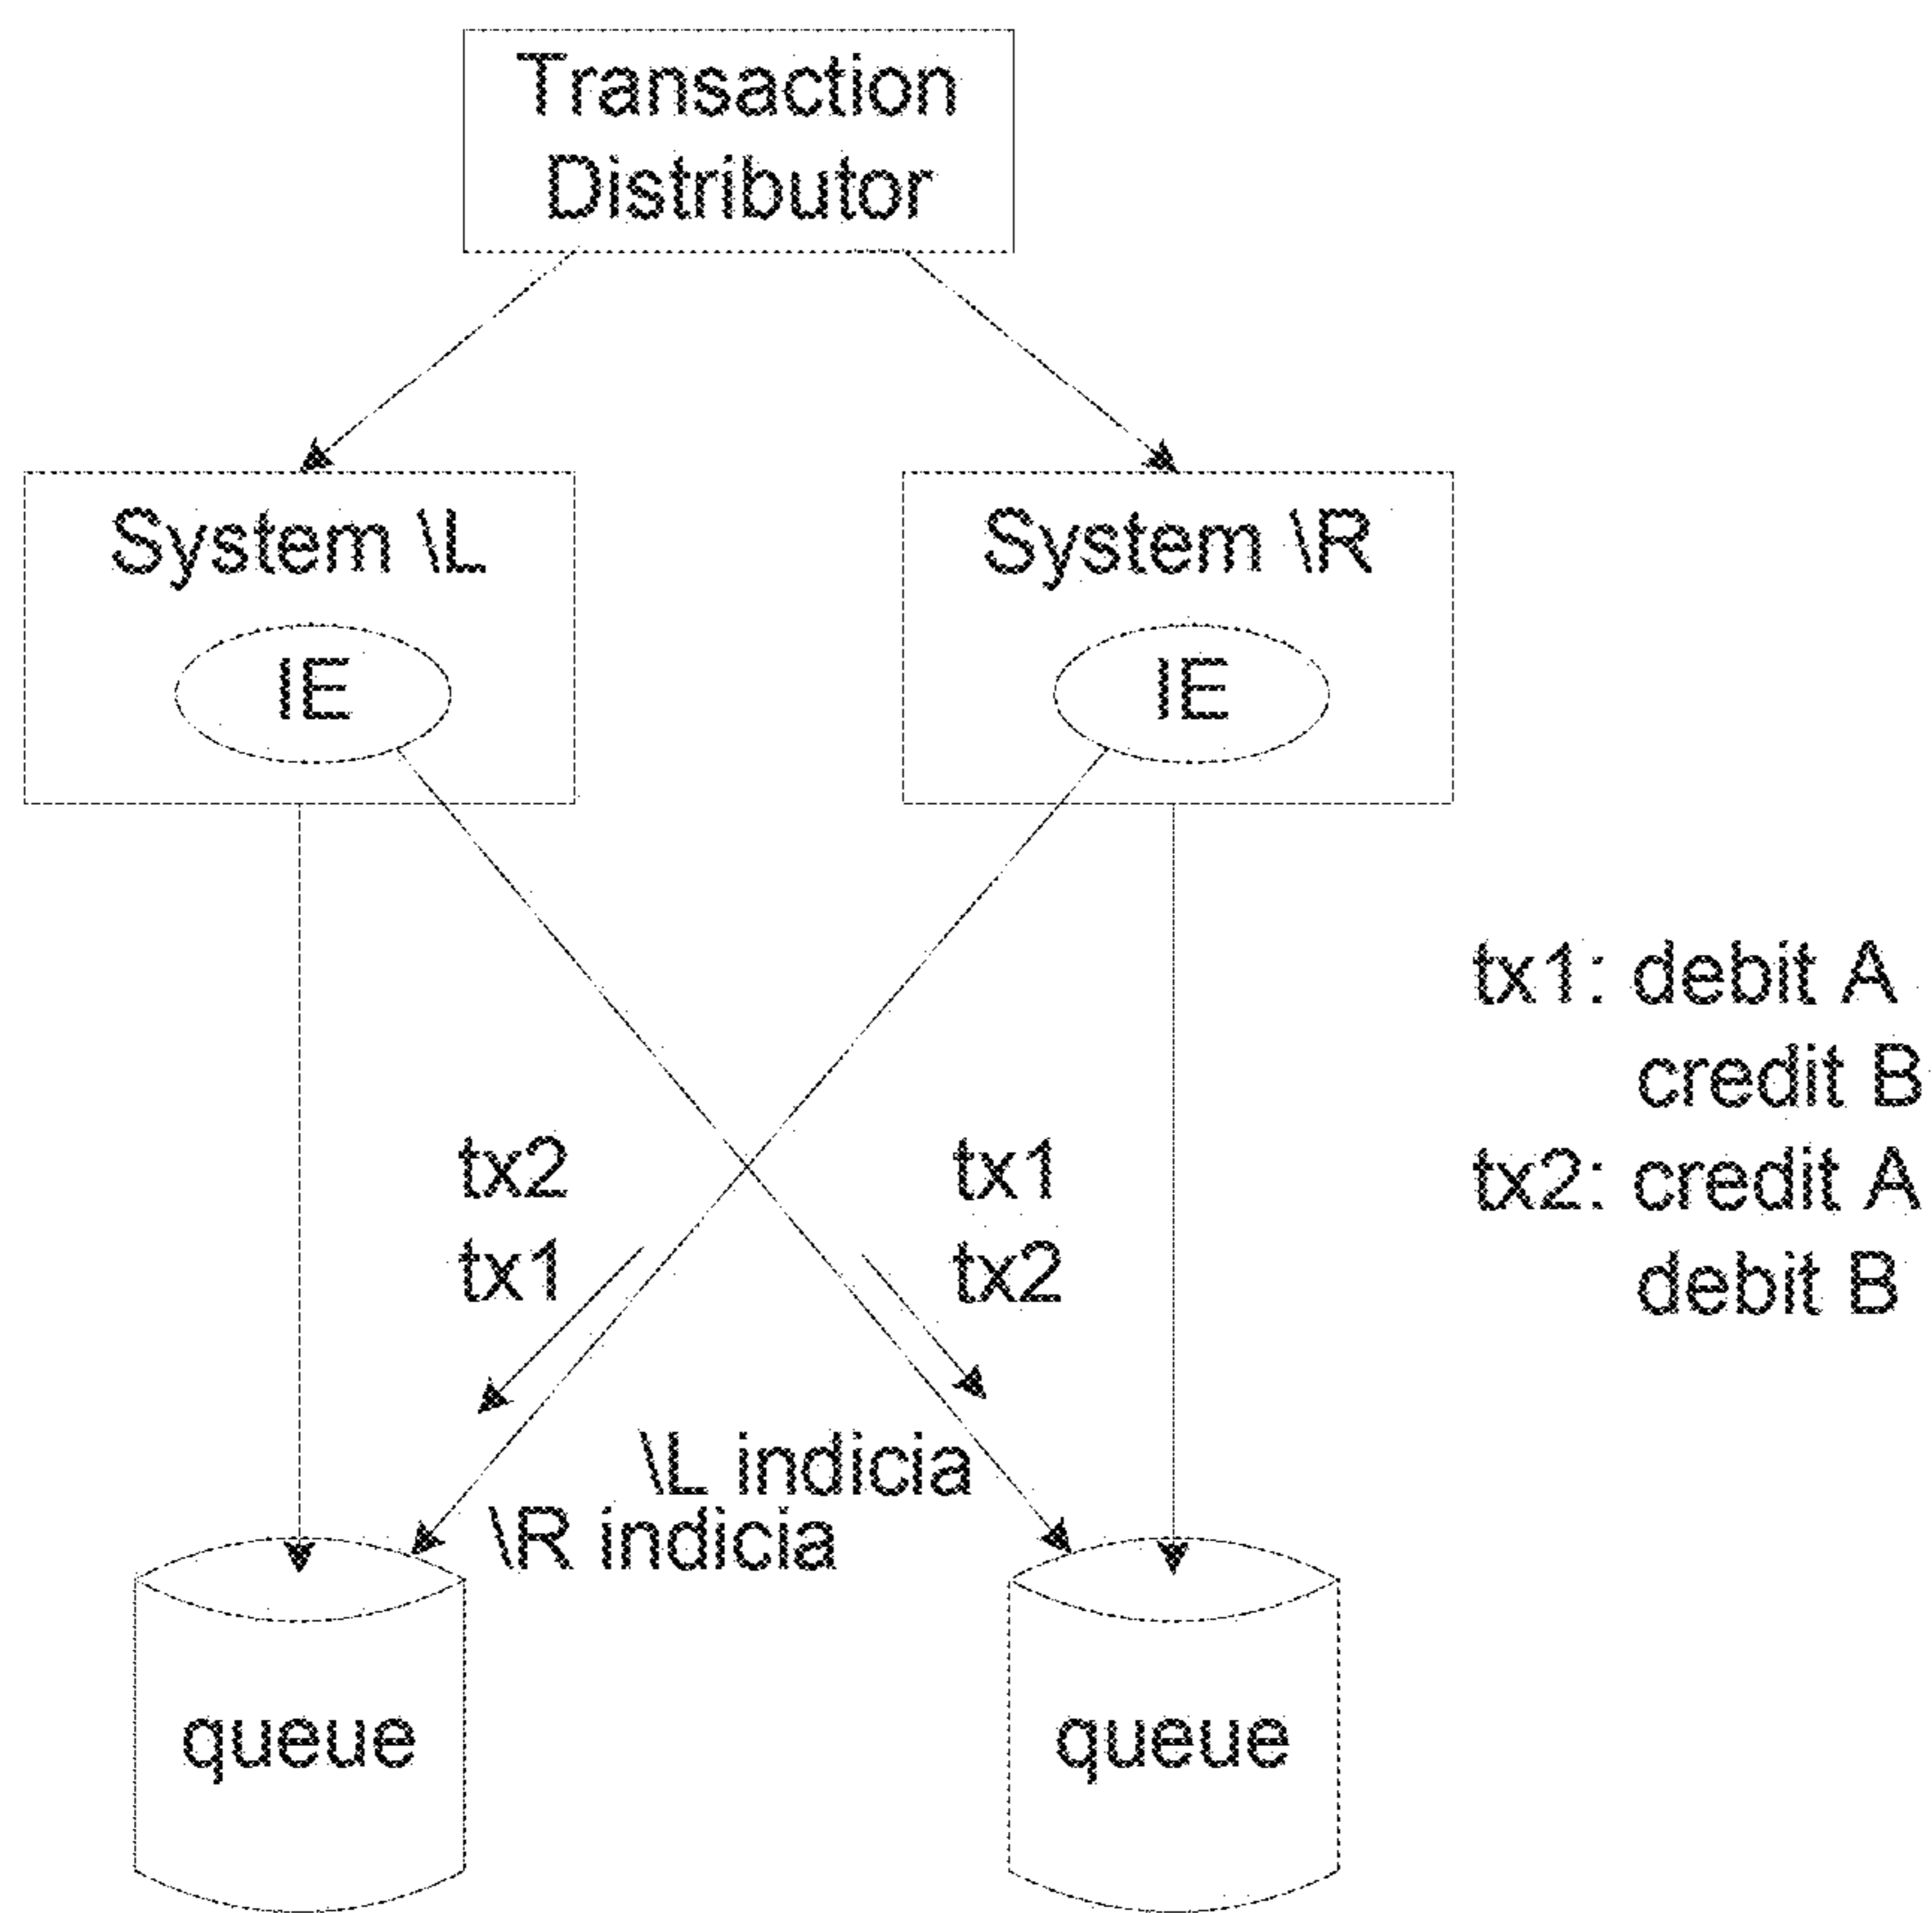 Transaction
Distributor
System \L
System \R
IE
IE
tx1: debit A
credit B
tx2: credit A
debit B
tx2
tx1
tx1
tx2
\L indicia
\R indicia
queue
queue